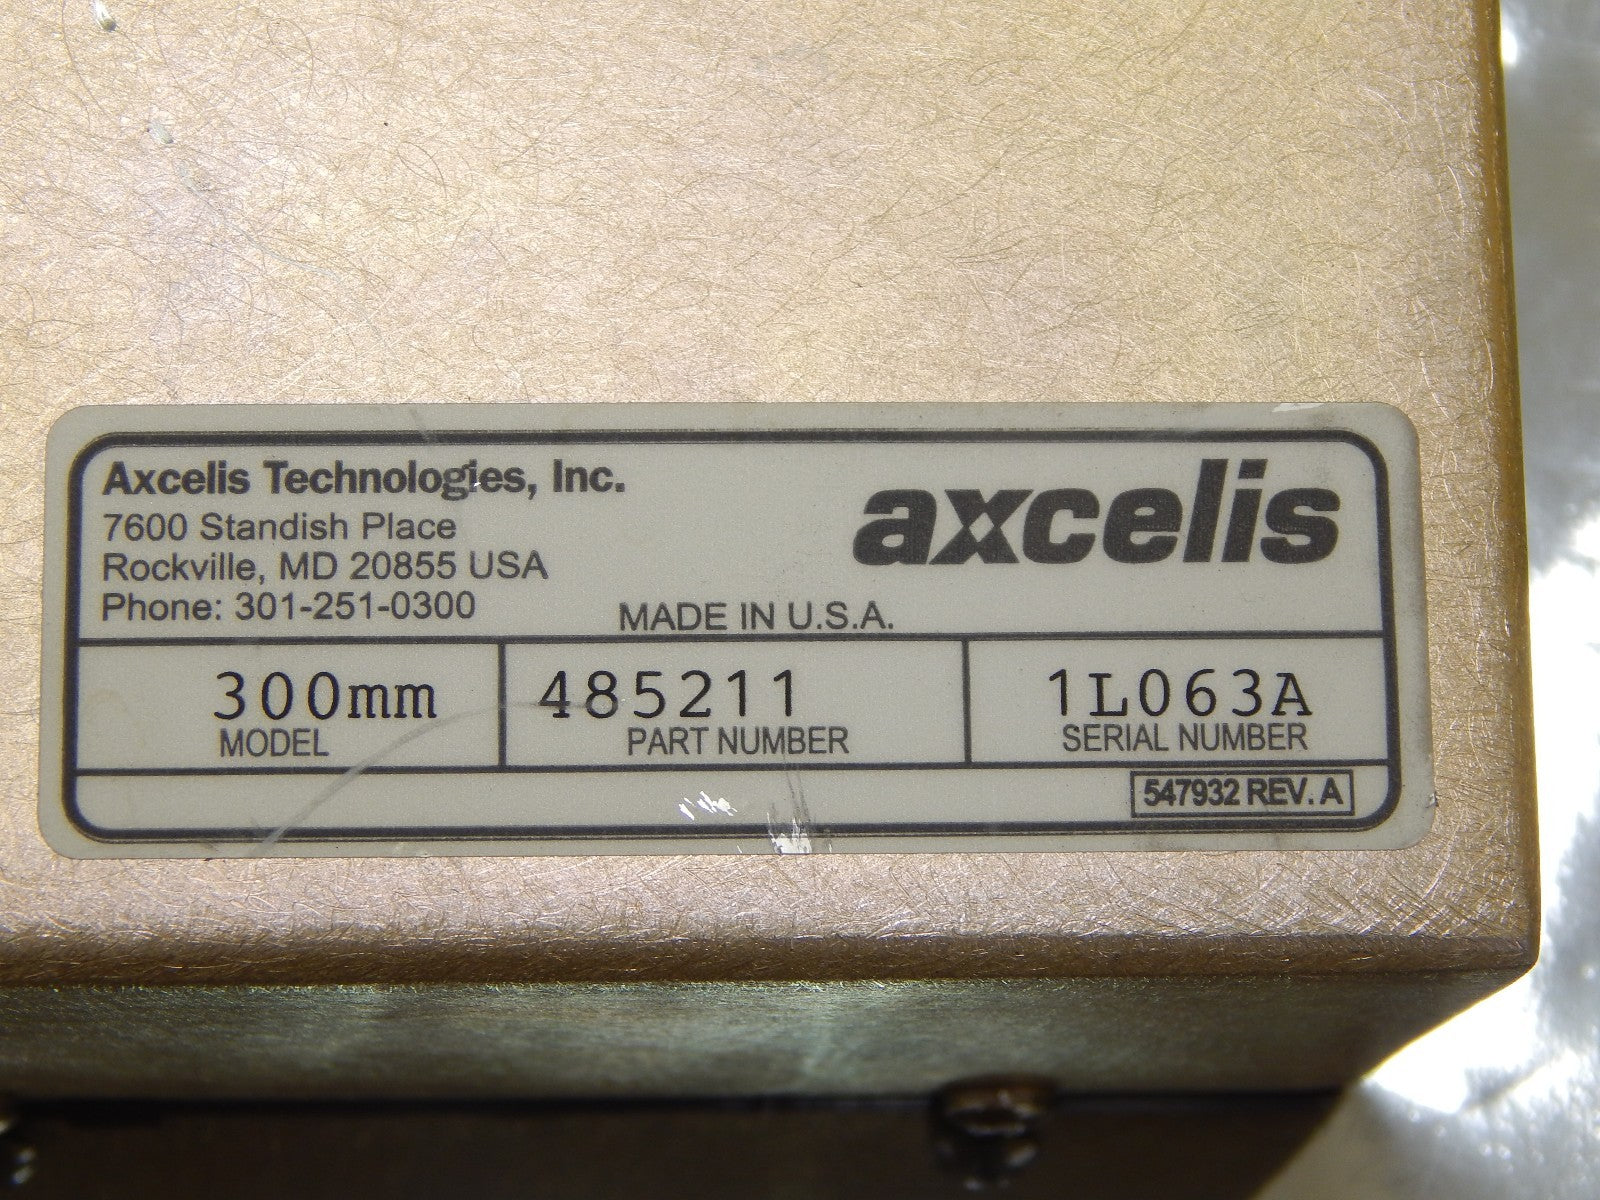 Axcelis Technologies, Inc.
7600 Standish Place
Rockville, MD 20855 USA
Phone: 301-251-0300
axcelis
MADE IN U.S.A.
300mm 485211 1L063A
MODEL PART NUMBER SERIAL NUMBER
547932 REV. A